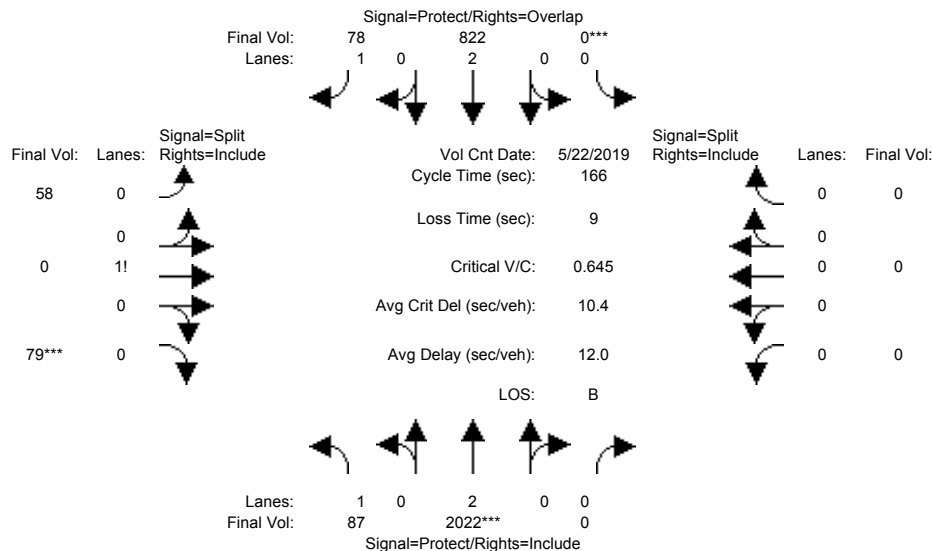 Signal=Protect/Rights=Overlap
Final Vol: 78 822 0***
Lanes: 1 0 2 0 0
Signal=Split Signal=Split
Final Vol: Lanes: Rights=Include Vol Cnt Date: 5/22/2019 Rights=Include Lanes: Final Vol:
Cycle Time (sec): 166
58 0 0 0
Loss Time (sec): 9
0 0
0 1! Critical V/C: 0.645 0 0
0 Avg Crit Del (sec/veh): 10.4 0
79*** 0 Avg Delay (sec/veh): 12.0 0 0
LOS: B
Lanes: 1 0 2 0 0
Final Vol: 87 2022*** 0
Signal=Protect/Rights=Include